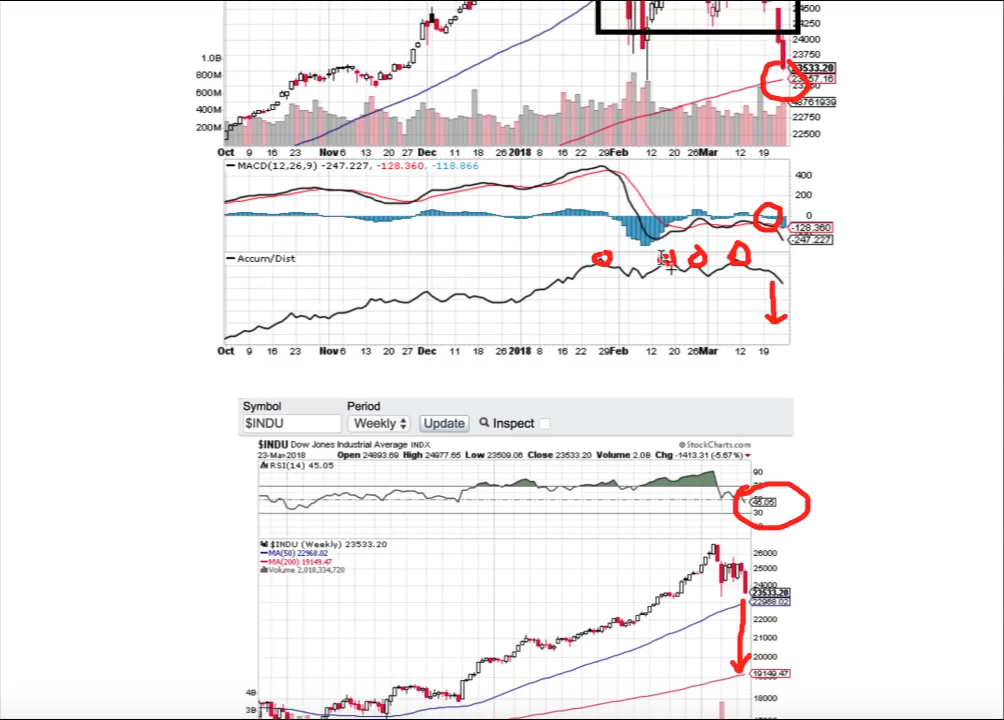 24500
24250
24000
23750
1.0B
23533.20
800M
600M
400M
22750
200M
22500
Oct 9 16 23 Nov 6 13 20 27 Dec 11 18 26 2018 8 16 22 29 Feb 12 20 26 Mar 12 19
MACD(12,26,9) -247.227, -128.360, -118.866
400
200
0
-128.360
-247.227
Accum/Dist
Oct 9 16 23 Nov 6 13 20 27 Dec 11 18 26 2018 8 16 22 29 Feb 12 20 26 Mar 12 19
Symbol Period
$INDU Weekly Update Inspect
$INDU Dow Jones Industrial Average INDX © StockCharts.com
23-Mar-2018 Open 24893.69 High 24977.65 Low 23509.06 Close 23533.20 Volume 2.0B Chg -1413.31 (-5.67%)
RSI(14) 45.05
90
45.05
30
$INDU (Weekly) 23533.20
MA(50) 22968.02
MA(200) 19149.47
Volume 2,018,334,720
26000
25000
24000
23533.20
22968.02
22000
21000
20000
19149.47
4B
18000
3B